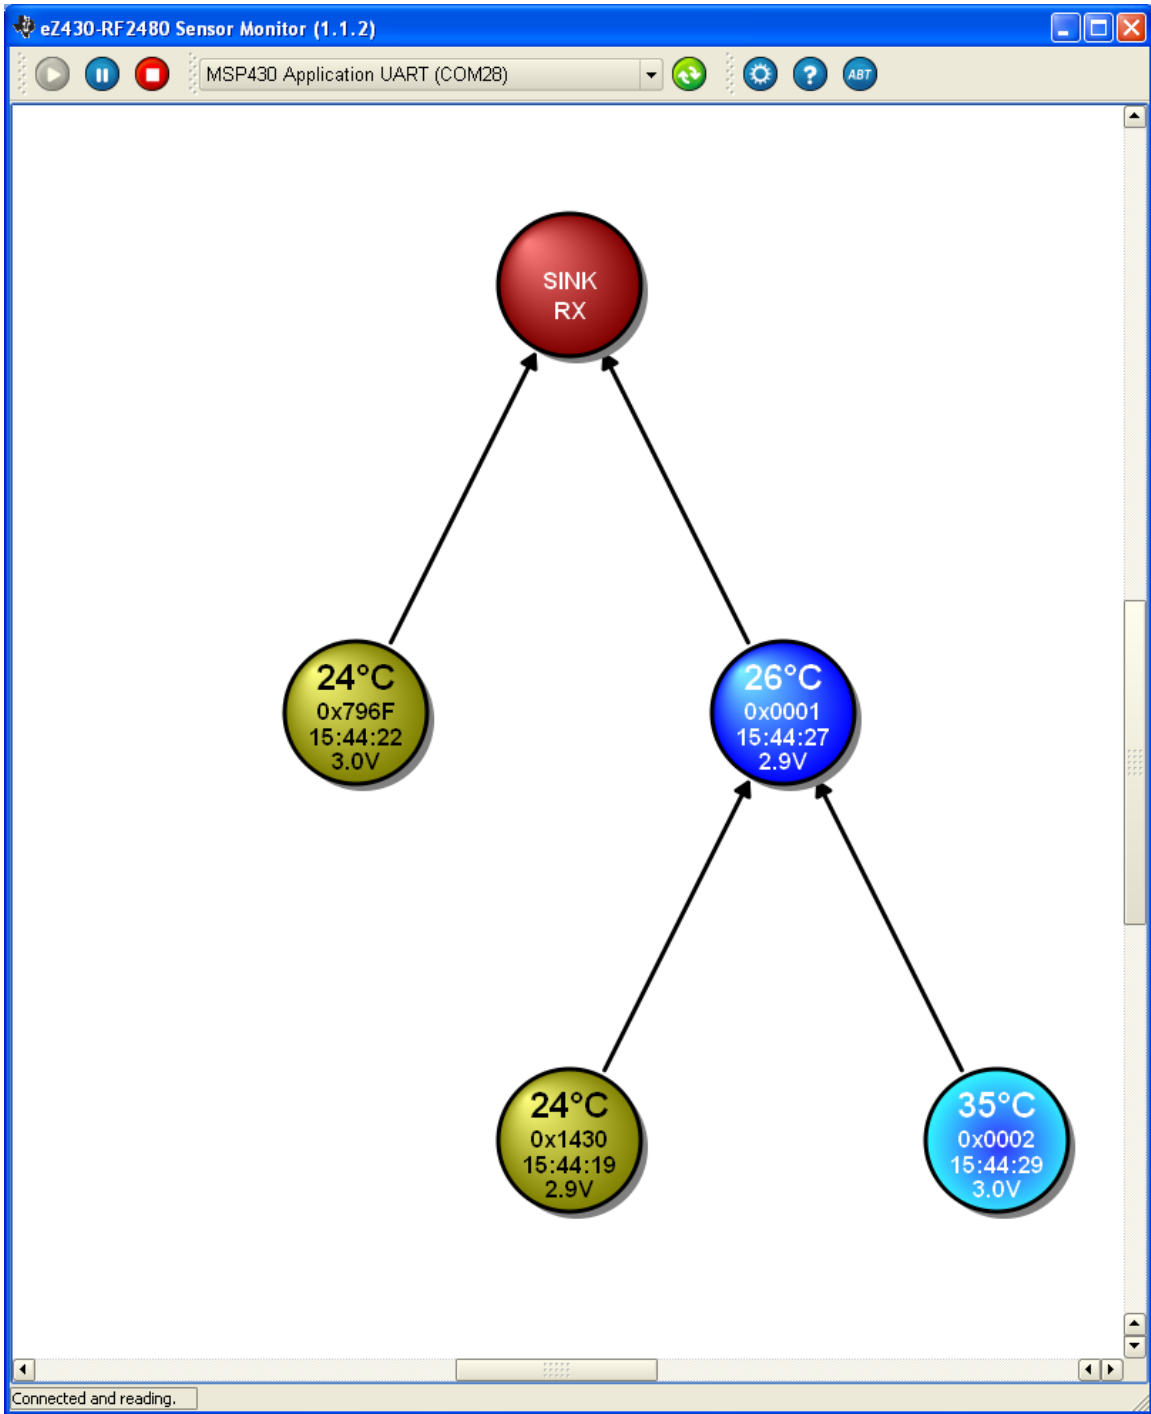 eZ430-RF2480 Sensor Monitor (1.1.2)
MSP430 Application UART (COM28)
?
ABT
SINK
RX
24°C
0x796F
15:44:22
3.0V
26°C
0x0001
15:44:27
2.9V
24°C
0x1430
15:44:19
2.9V
35°C
0x0002
15:44:29
3.0V
Connected and reading.